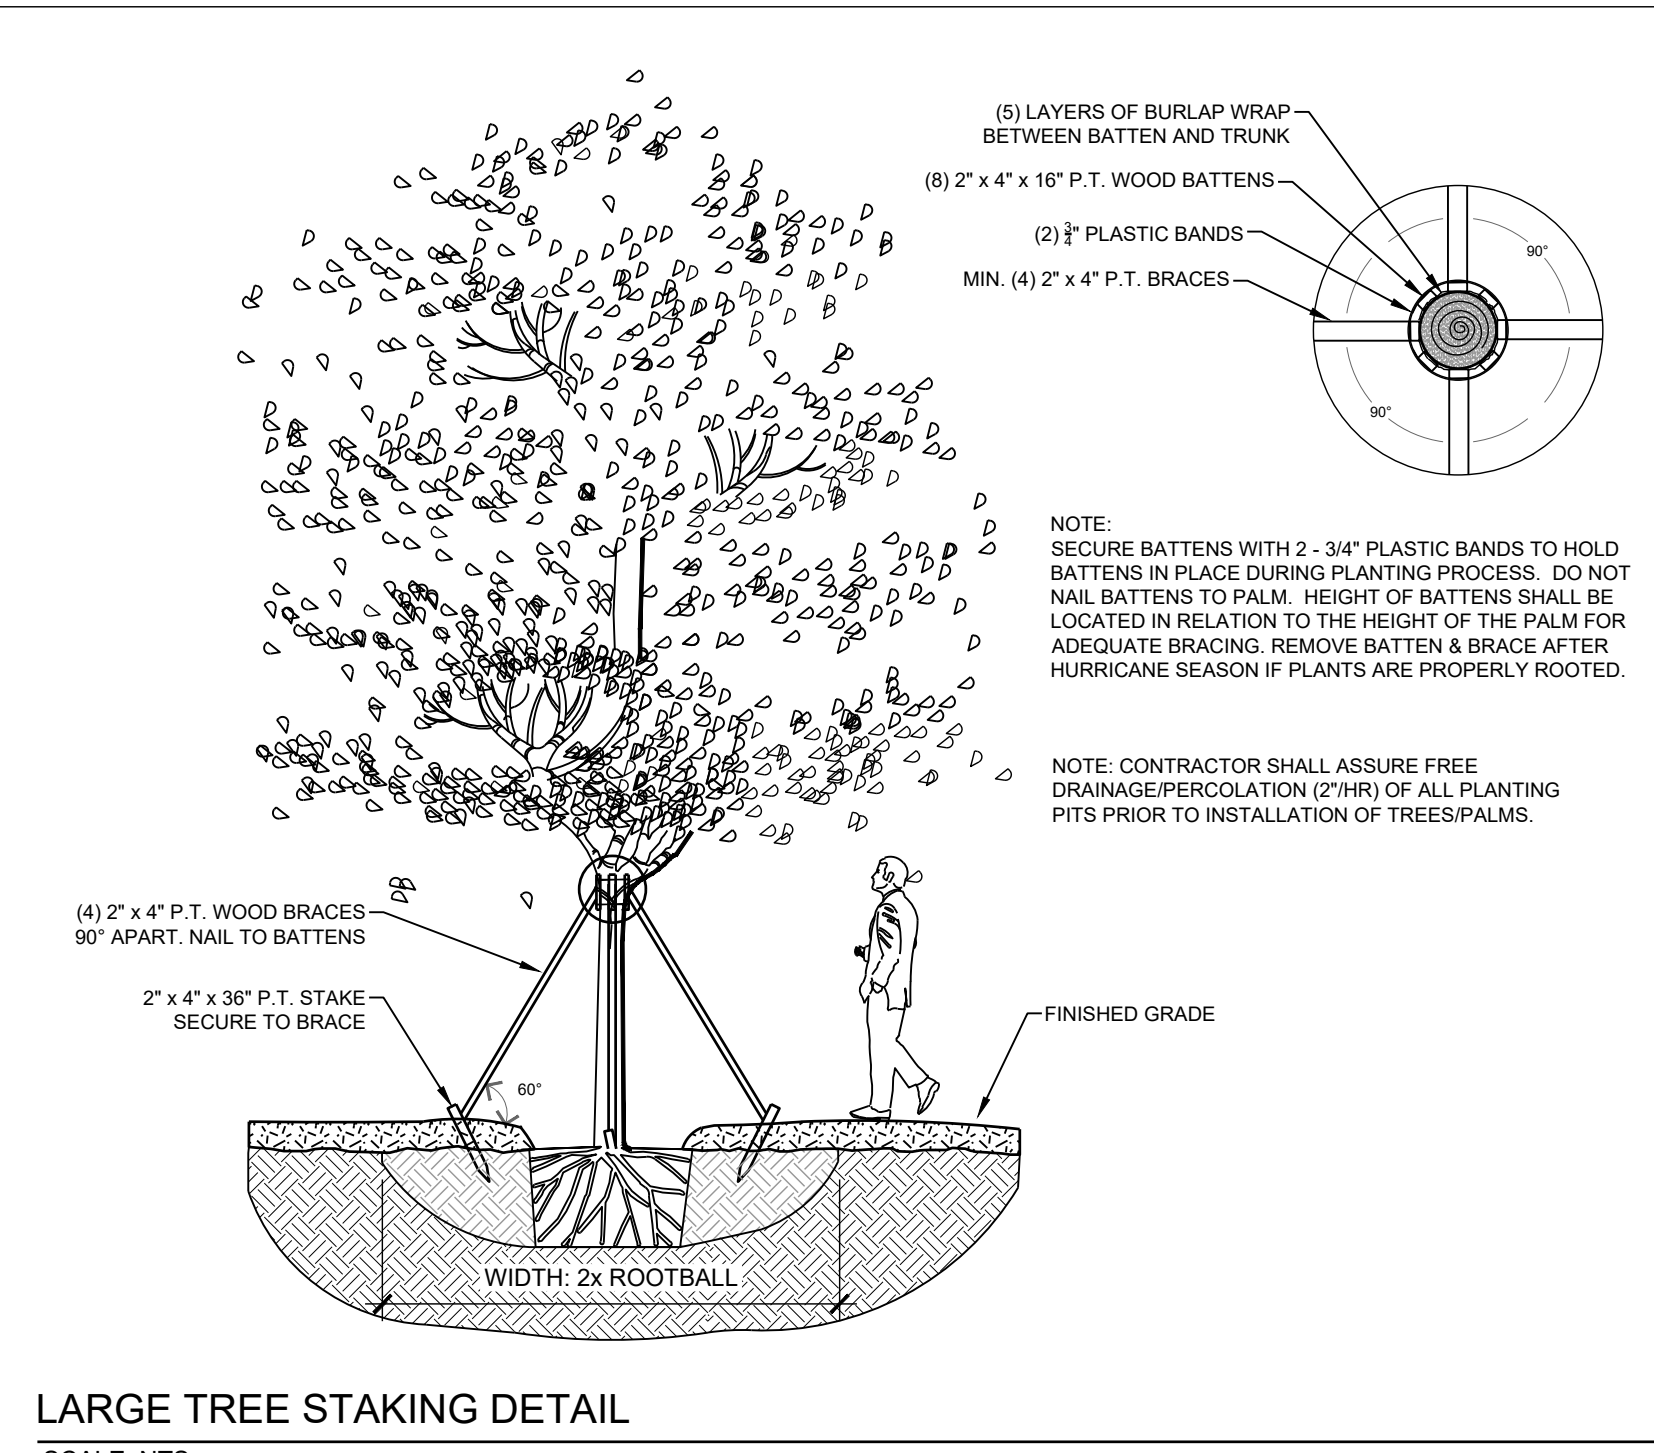 (5) LAYERS OF BURLAP WRAP
BETWEEN BATTEN AND TRUNK
(8) 2" x 4" x 16" P.T. WOOD BATTENS
(2) 3/4" PLASTIC BANDS
MIN. (4) 2" x 4" P.T. BRACES
90°
90°
NOTE:
SECURE BATTENS WITH 2 - 3/4" PLASTIC BANDS TO HOLD
BATTENS IN PLACE DURING PLANTING PROCESS.  DO NOT
NAIL BATTENS TO PALM.  HEIGHT OF BATTENS SHALL BE
LOCATED IN RELATION TO THE HEIGHT OF THE PALM FOR
ADEQUATE BRACING. REMOVE BATTEN & BRACE AFTER
HURRICANE SEASON IF PLANTS ARE PROPERLY ROOTED.
NOTE: CONTRACTOR SHALL ASSURE FREE
DRAINAGE/PERCOLATION (2"/HR) OF ALL PLANTING
PITS PRIOR TO INSTALLATION OF TREES/PALMS.
(4) 2" x 4" P.T. WOOD BRACES
90° APART. NAIL TO BATTENS
2" x 4" x 36" P.T. STAKE
SECURE TO BRACE
FINISHED GRADE
60°
WIDTH: 2x ROOTBALL
LARGE TREE STAKING DETAIL
SCALE: NTS